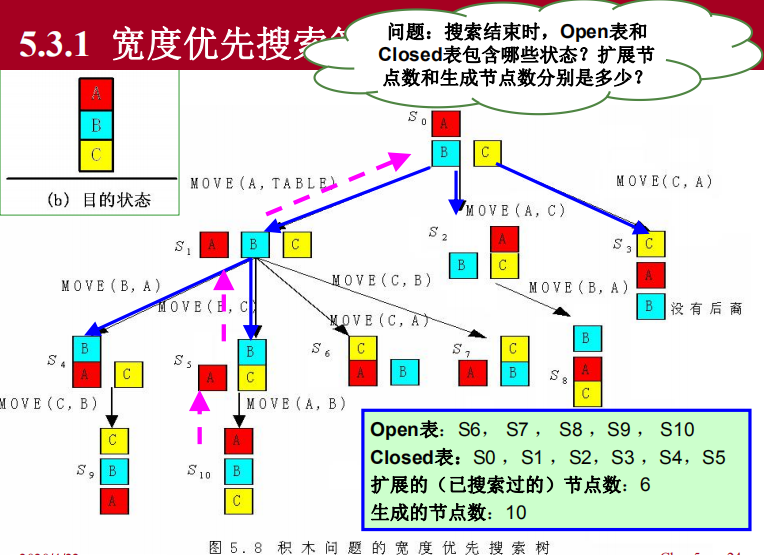 5.3.1 宽度优先搜索
问题：搜索结束时，Open表和
Closed表包含哪些状态？扩展节
点数和生成节点数分别是多少？
A
B
C
(b) 目的状态
S0
A
B
C
MOVE(A,TABLE)
MOVE(A,C)
MOVE(C,A)
S1
A
B
C
S2
A
B
C
S3
C
A
B
没有后裔
MOVE(B,A)
MOVE(B,C)
MOVE(C,B)
MOVE(C,A)
MOVE(B,A)
S4
B
A
C
S5
B
A
C
S6
C
A
B
S7
C
A
B
S8
B
A
C
MOVE(C,B)
MOVE(A,B)
S9
C
B
A
S10
A
B
C
Open表：S6， S7 ， S8 ，S9 ， S10
Closed表：S0 ，S1 ，S2，S3 ，S4，S5
扩展的（已搜索过的）节点数：6
生成的节点数：10
图 5.8 积木问题的宽度优先搜索树